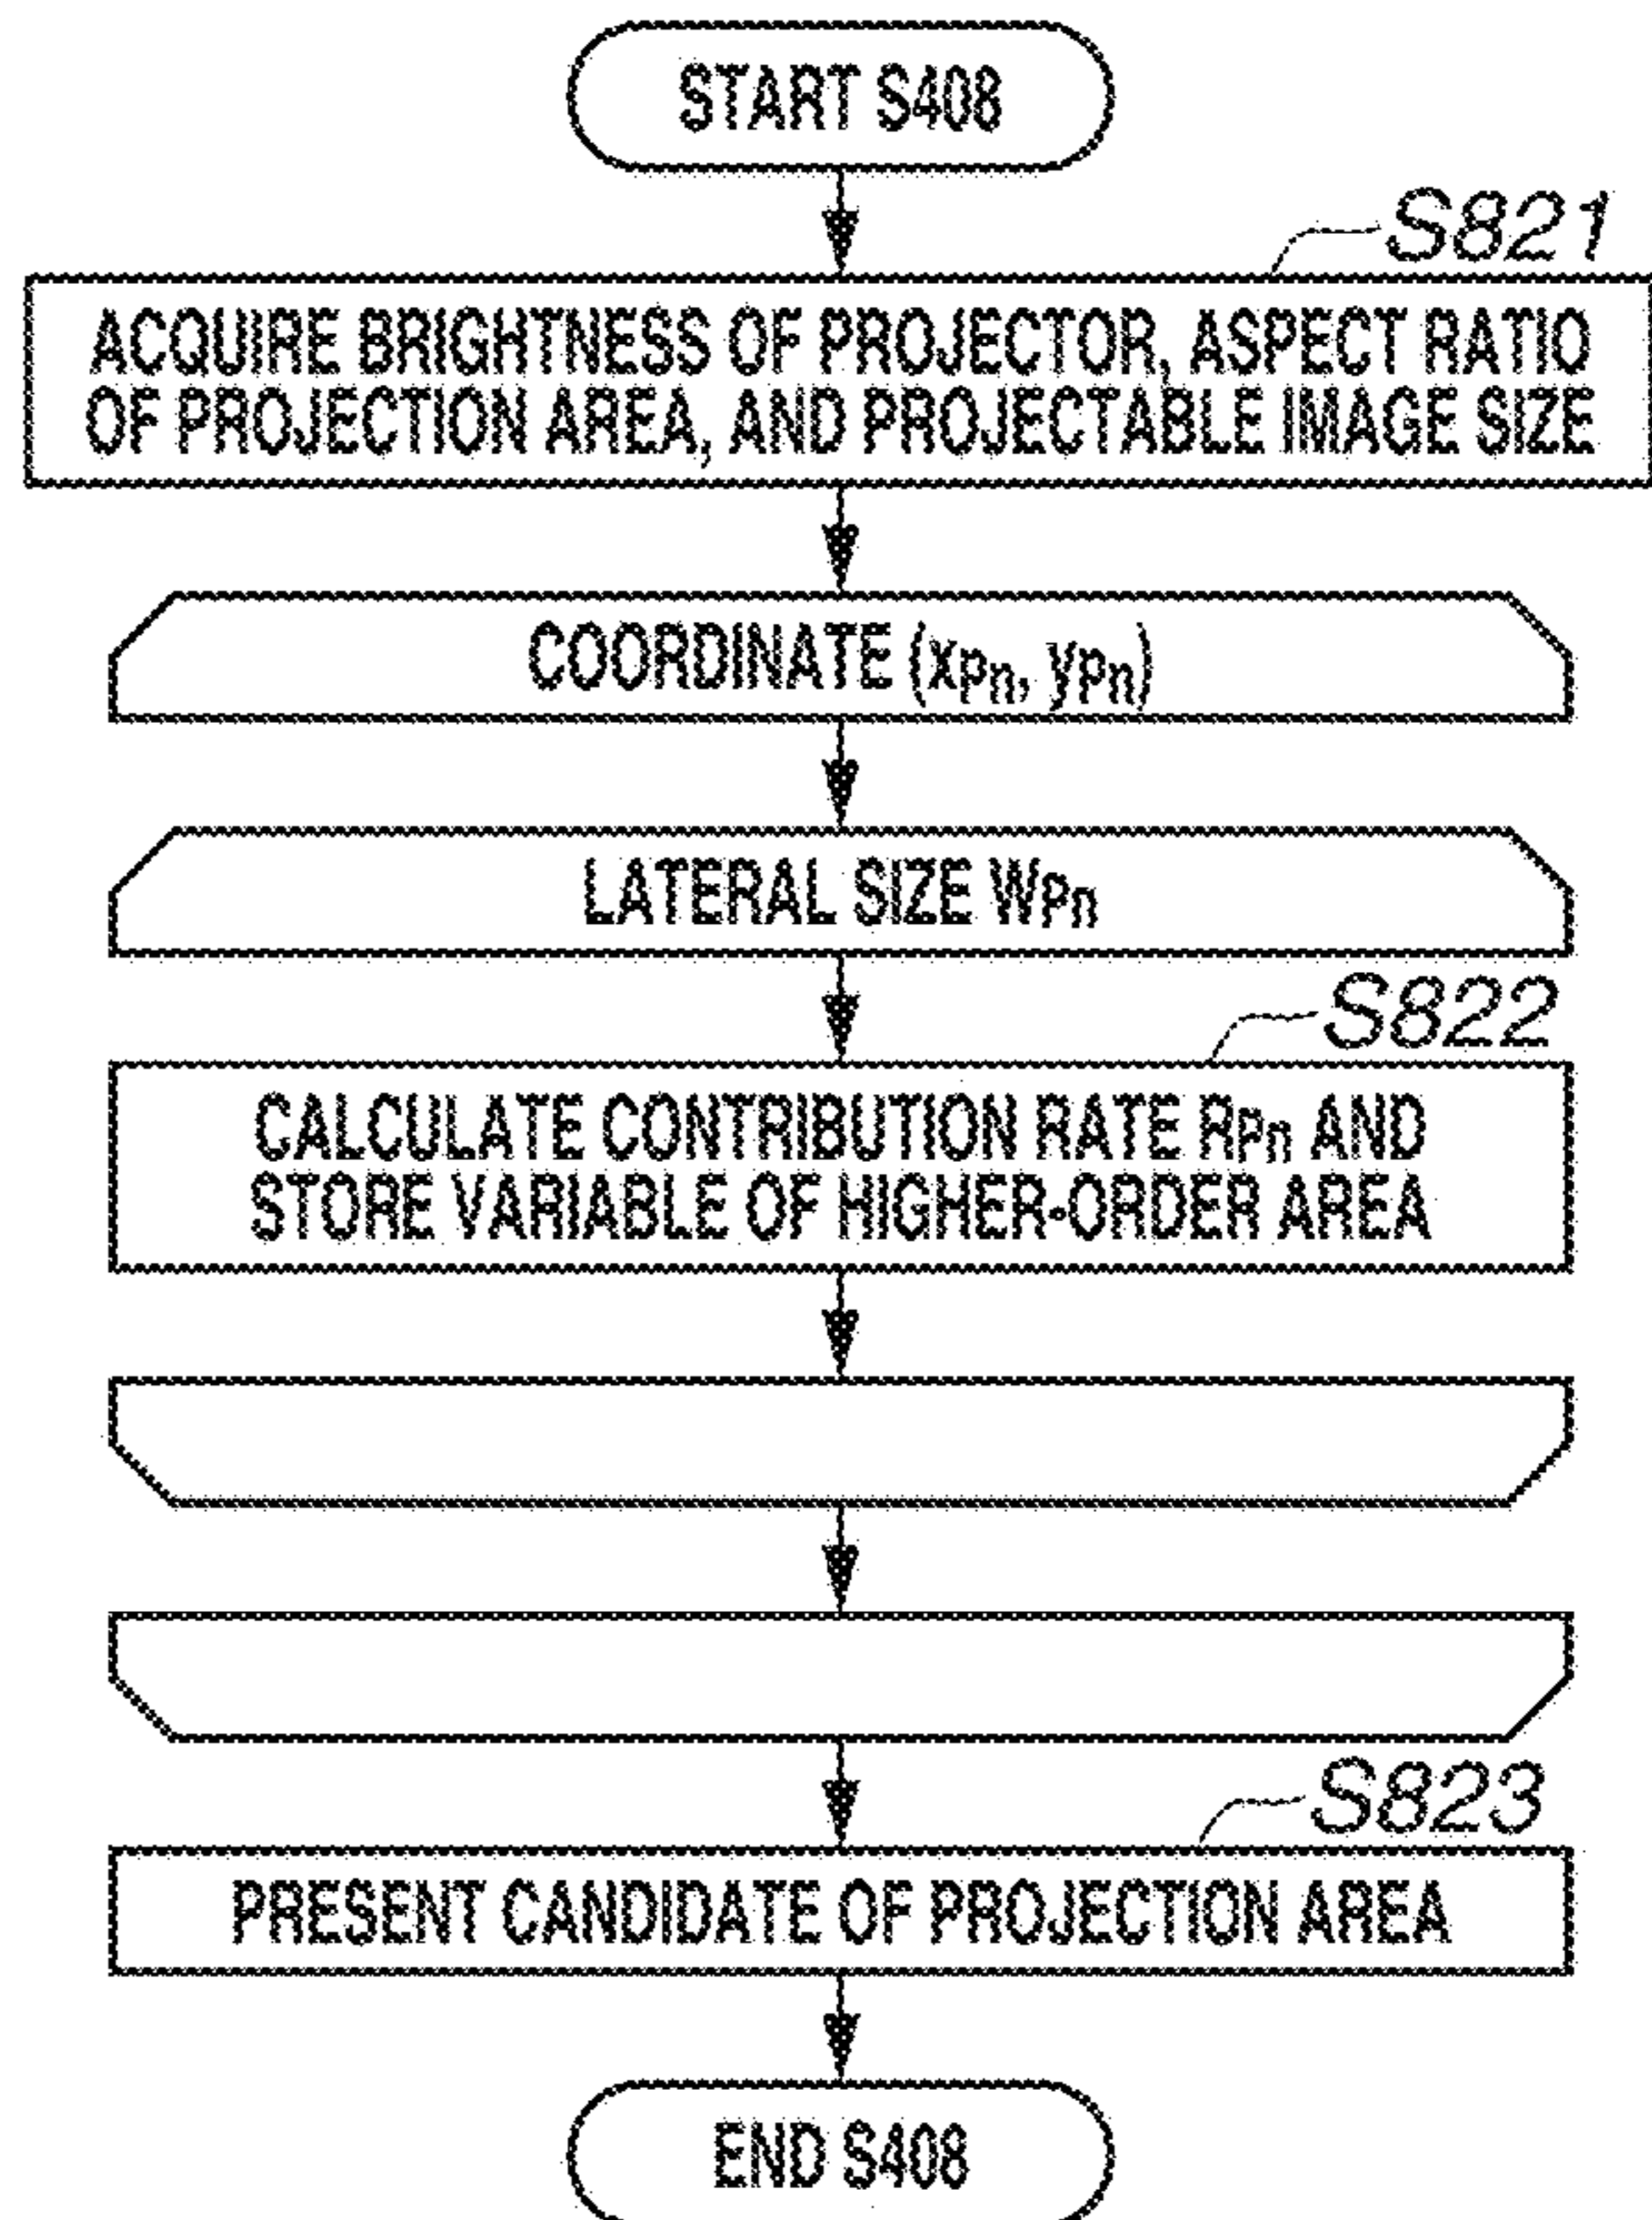 START S408
S821
ACQUIRE BRIGHTNESS OF PROJECTOR, ASPECT RATIO
OF PROJECTION AREA, AND PROJECTABLE IMAGE SIZE
COORDINATE (xPn, yPn)
LATERAL SIZE WPn
S822
CALCULATE CONTRIBUTION RATE RPn AND
STORE VARIABLE OF HIGHER-ORDER AREA
S823
PRESENT CANDIDATE OF PROJECTION AREA
END S408